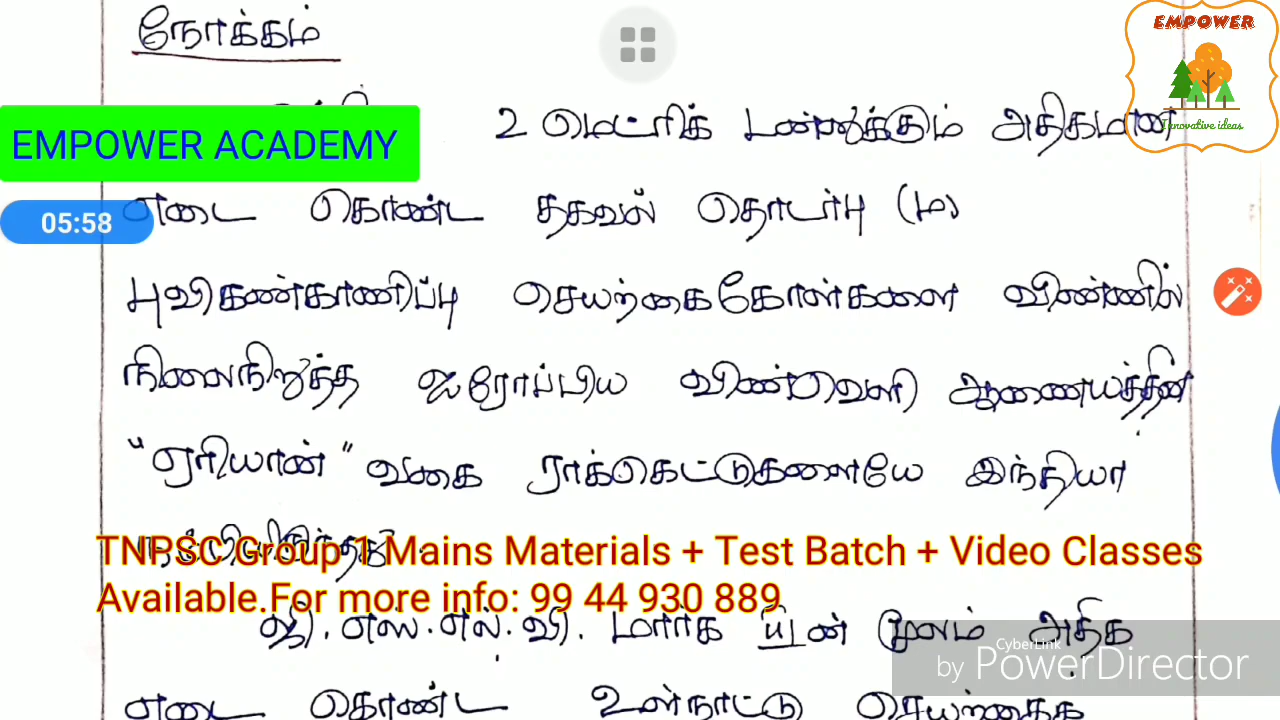 நோக்கம்
EMPOWER
Innovative ideas
EMPOWER ACADEMY
2 மெட்ரிக் டன்னுக்கும் அதிகமான
05:58
எடை கொண்ட தகவல் தொடர்பு (ம)
புவிகண்காணிப்பு செயற்கைகோள்களை விண்ணில்
நிலைநிறுத்த ஐரோப்பிய விண்வெளி ஆணையத்தின்
"ஏரியான்" வகை ராக்கெட்டுகளையே இந்தியா
TNPSC Group 1 Mains Materials + Test Batch + Video Classes
Available.For more info: 99 44 930 889
ஜி.எஸ்.எல்.வி. மார்க் III ன் மூலம் அதிக
CyberLink
by PowerDirector
எடை கொண்ட உள்நாட்டு செயற்கைக்